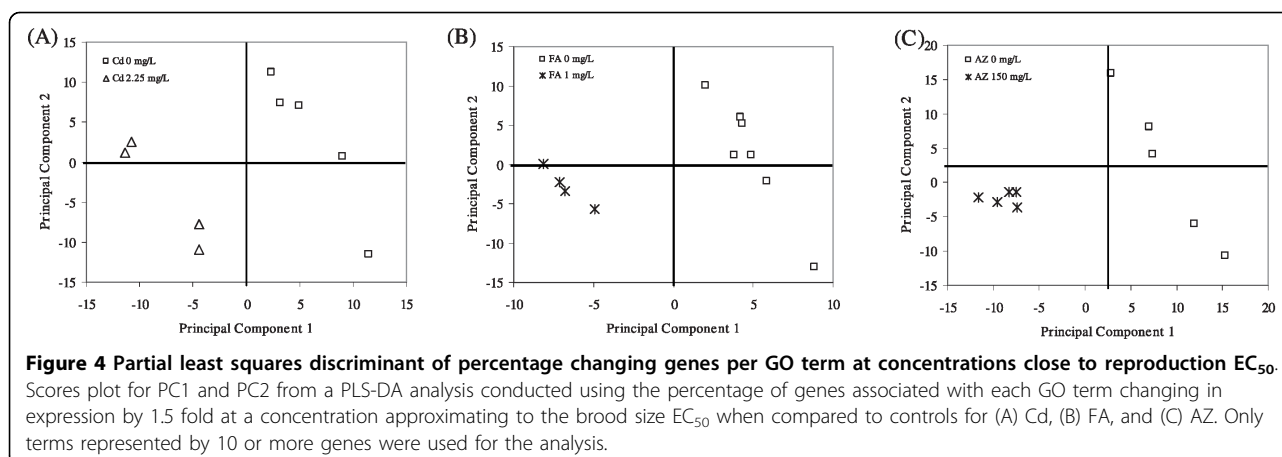 (A)
15
10
5
0
-5
-10
-15
-15 -10 -5 0 5 10 15
Principal Component 2
Principal Component 1
Cd 0 mg/L
Cd 2.25 mg/L
(B)
15
10
5
0
-5
-10
-15
-10 -5 0 5 10
Principal Component 2
Principal Component 1
FA 0 mg/L
FA 1 mg/L
(C)
20
15
10
5
0
-5
-10
-15
-15 -10 -5 0 5 10 15 20
Principal Component 2
Principal Component 1
AZ 0 mg/L
AZ 150 mg/L
Figure 4 Partial least squares discriminant of percentage changing genes per GO term at concentrations close to reproduction EC50.
Scores plot for PC1 and PC2 from a PLS-DA analysis conducted using the percentage of genes associated with each GO term changing in
expression by 1.5 fold at a concentration approximating to the brood size EC50 when compared to controls for (A) Cd, (B) FA, and (C) AZ. Only
terms represented by 10 or more genes were used for the analysis.